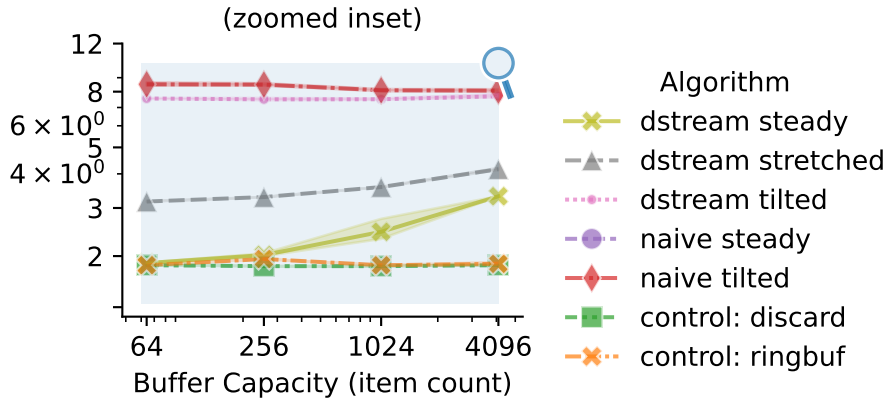 (zoomed inset)
12
8
6 × 10⁰
5
4 × 10⁰
3
2
64 256 1024 4096
Buffer Capacity (item count)
Algorithm
dstream steady
dstream stretched
dstream tilted
naive steady
naive tilted
control: discard
control: ringbuf